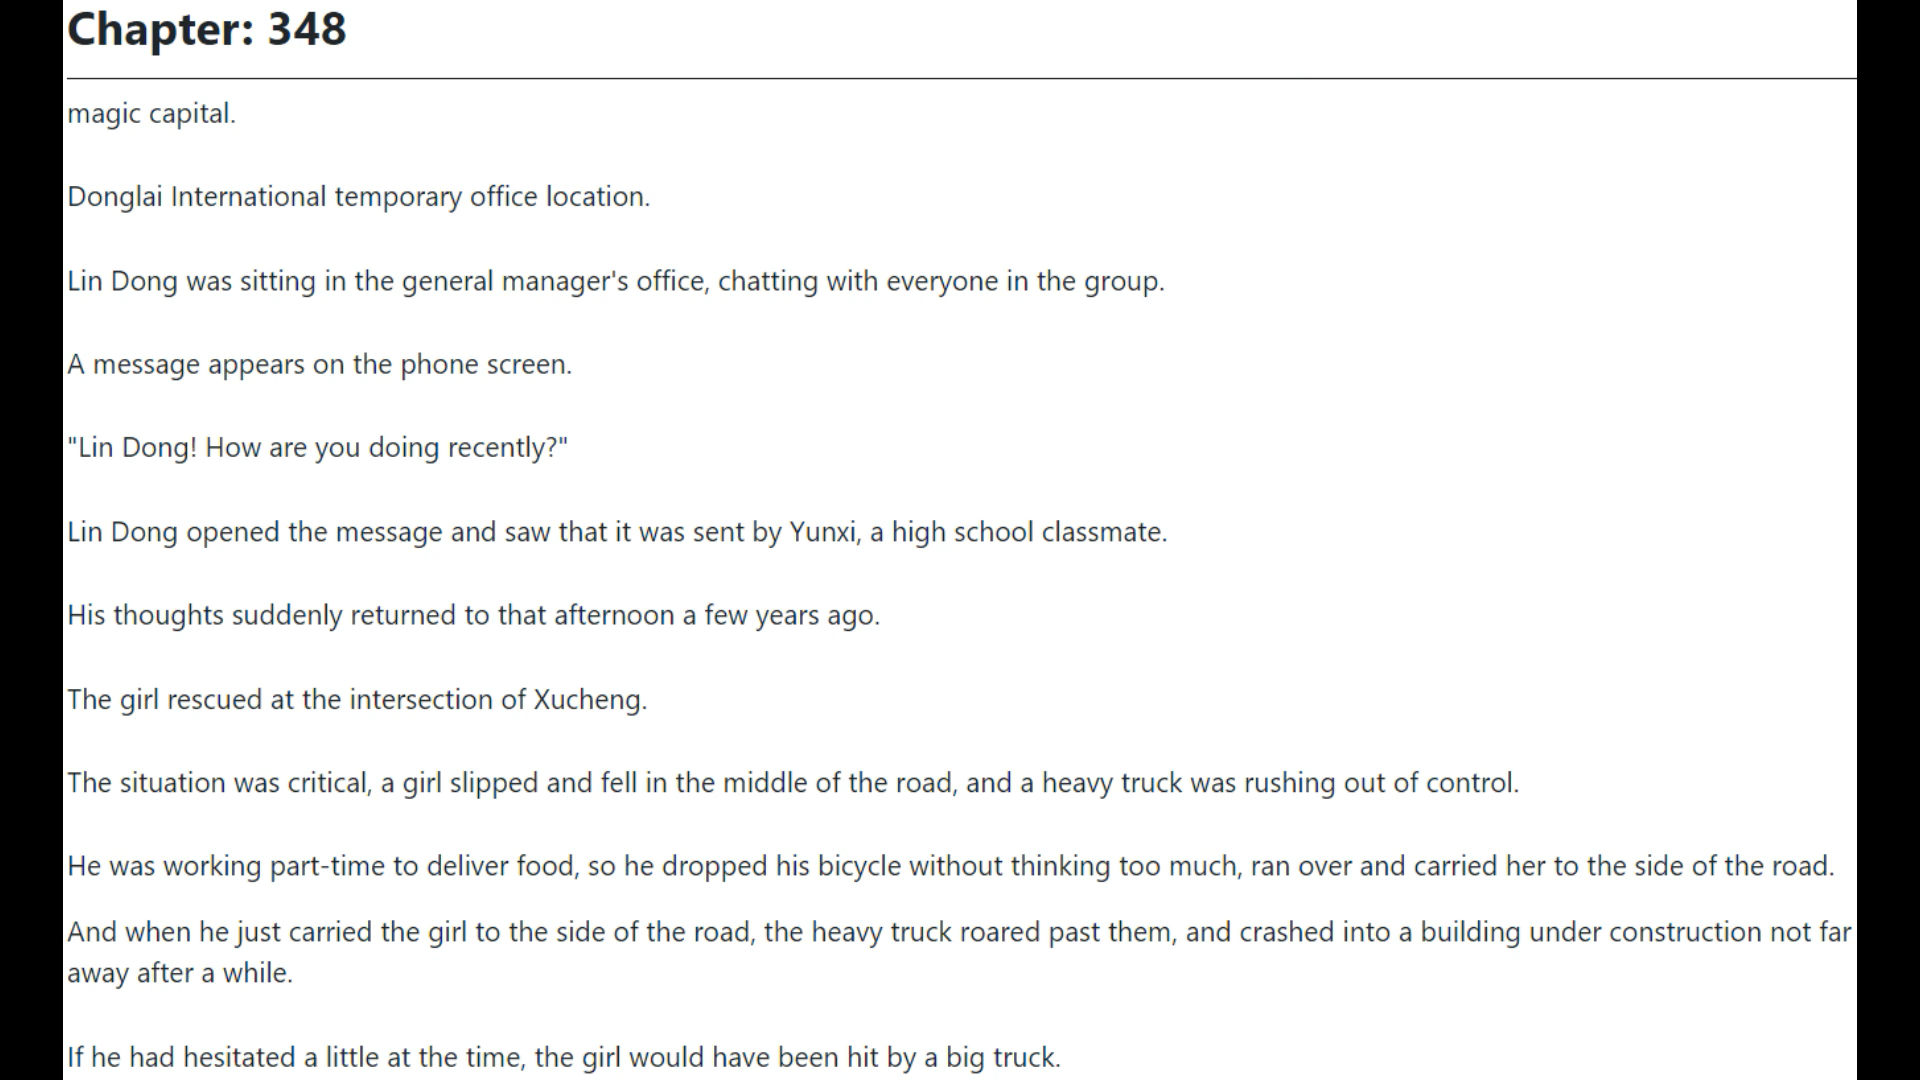 Chapter: 348
magic capital.
Donglai International temporary office location.
Lin Dong was sitting in the general manager's office, chatting with everyone in the group.
A message appears on the phone screen.
"Lin Dong! How are you doing recently?"
Lin Dong opened the message and saw that it was sent by Yunxi, a high school classmate.
His thoughts suddenly returned to that afternoon a few years ago.
The girl rescued at the intersection of Xucheng.
The situation was critical, a girl slipped and fell in the middle of the road, and a heavy truck was rushing out of control.
He was working part-time to deliver food, so he dropped his bicycle without thinking too much, ran over and carried her to the side of the road.
And when he just carried the girl to the side of the road, the heavy truck roared past them, and crashed into a building under construction not far
away after a while.
If he had hesitated a little at the time, the girl would have been hit by a big truck.